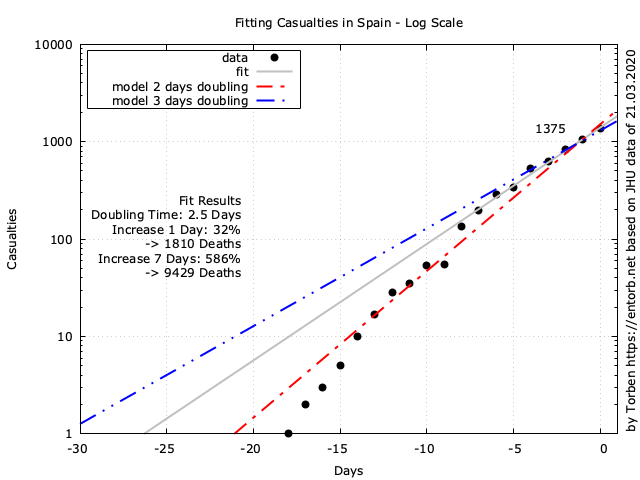 Fitting Casualties in Spain - Log Scale
data
fit
model 2 days doubling
model 3 days doubling
10000
1000
100
10
1
Casualties
1375
Fit Results
Doubling Time: 2.5 Days
Increase 1 Day: 32%
-> 1810 Deaths
Increase 7 Days: 586%
-> 9429 Deaths
-30
-25
-20
-15
-10
-5
0
Days
by Torben https://entorb.net based on JHU data of 21.03.2020